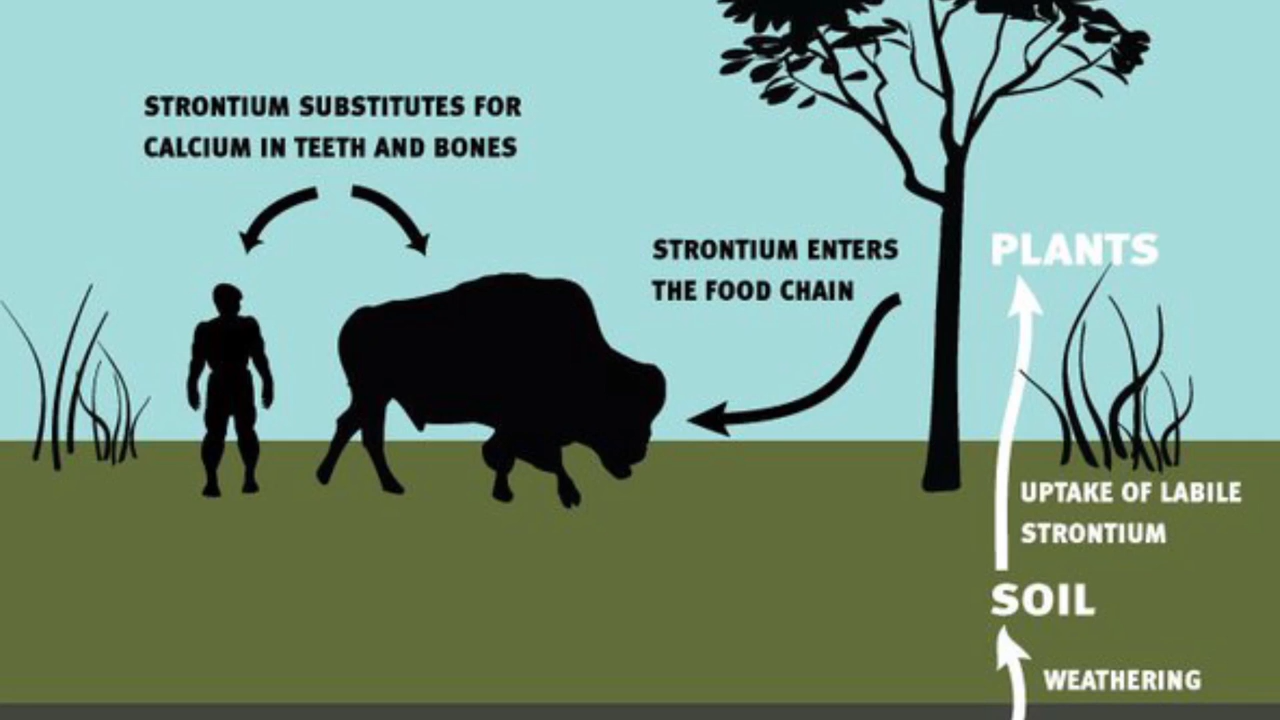 STRONTIUM SUBSTITUTES FOR
CALCIUM IN TEETH AND BONES
STRONTIUM ENTERS
THE FOOD CHAIN
PLANTS
UPTAKE OF LABILE
STRONTIUM
SOIL
WEATHERING